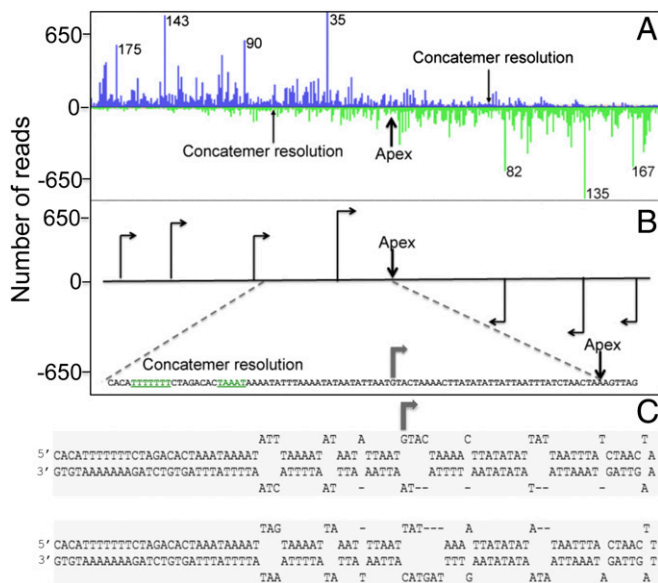 A
650
0
-650
175
143
90
35
Concatemer resolution
Concatemer resolution
Apex
82
135
167
Number of reads
B
650
0
-650
Apex
Apex
Concatemer resolution
CACATTTTTTTCTAGACACTAAATAAAATATTTAAAATATAATATTAATGTACTAAAACTTATATATTATTAATTTATCTAACTAAAGTTAG
C
ATT AT A GTAC C TAT T T
5' CACATTTTTTTCTAGACACTAAATAAAAT TAAAAT AAT TTAAT TAAAA TTATATAT TAATTTA CTAAC A
3' GTGTAAAAAAAGATCTGTGATTTATTTTA ATTTTA TTA AATTA ATTTT AATATATA ATTAAAT GATTG A
ATC AT - AT-- - T-- - A
TAG TA - TAT--- A A-- T
5' CACATTTTTTTCTAGACACTAAATAAAAT TAAAAT AAT TTAAT AAA TTATATAT TAATTTA CTAAC T
3' GTGTAAAAAAAGATCTGTGATTTATTTTA ATTTTA TTA AATTA TTT AATATATA ATTAAAT GATTG T
TAA TA T CATGAT G ATA A A